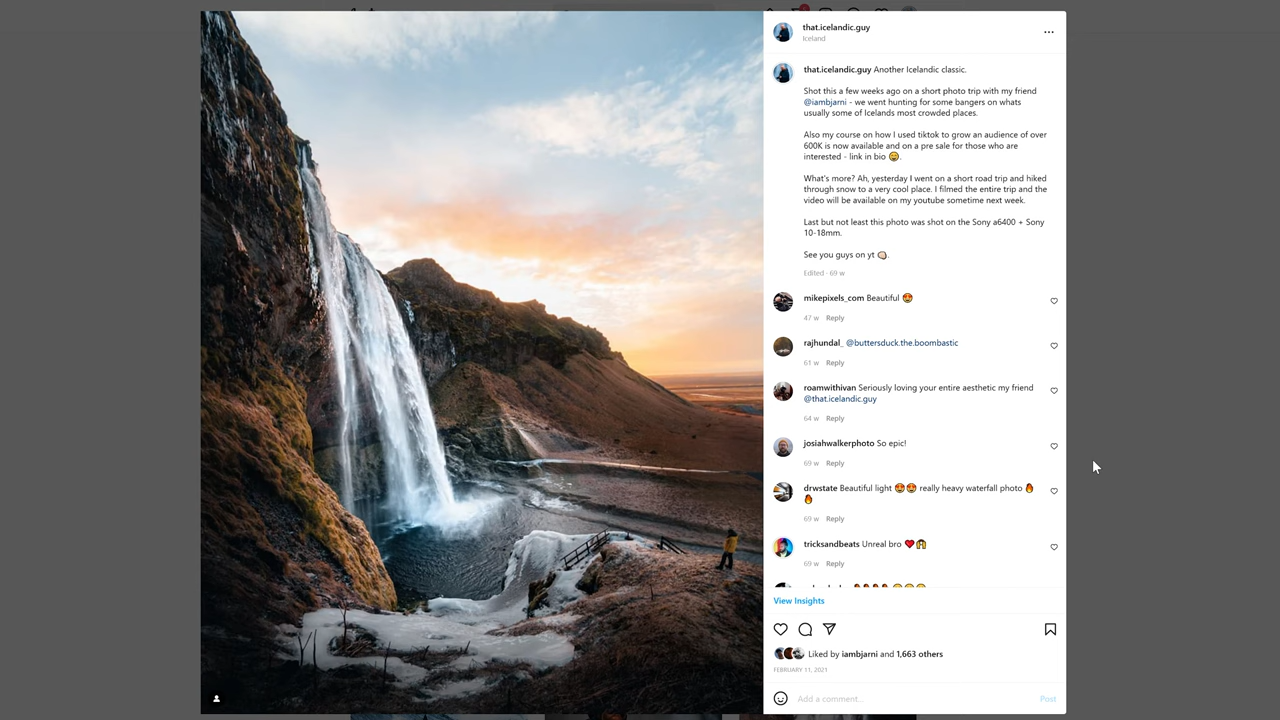 that.icelandic.guy
Iceland
that.icelandic.guy Another Icelandic classic.
Shot this a few weeks ago on a short photo trip with my friend
@iambjarni - we went hunting for some bangers on whats
usually some of Icelands most crowded places.
Also my course on how I used tiktok to grow an audience of over
600K is now available and on a pre sale for those who are
interested - link in bio 🤑.
What's more? Ah, yesterday I went on a short road trip and hiked
through snow to a very cool place. I filmed the entire trip and the
video will be available on my youtube sometime next week.
Last but not least this photo was shot on the Sony a6400 + Sony
10-18mm.
See you guys on yt 👊🏼.
Edited · 69 w
mikepixels_com Beautiful 😍
47 w Reply
rajhundal_ @buttersduck.the.boombastic
61 w Reply
roamwithivan Seriously loving your entire aesthetic my friend
@that.icelandic.guy
64 w Reply
josiahwalkerphoto So epic!
69 w Reply
drwstate Beautiful light 😍😍 really heavy waterfall photo 🔥
🔥
69 w Reply
tricksandbeats Unreal bro ❤️🙌
69 w Reply
View Insights
Liked by iambjarni and 1,663 others
FEBRUARY 11, 2021
Add a comment...
Post